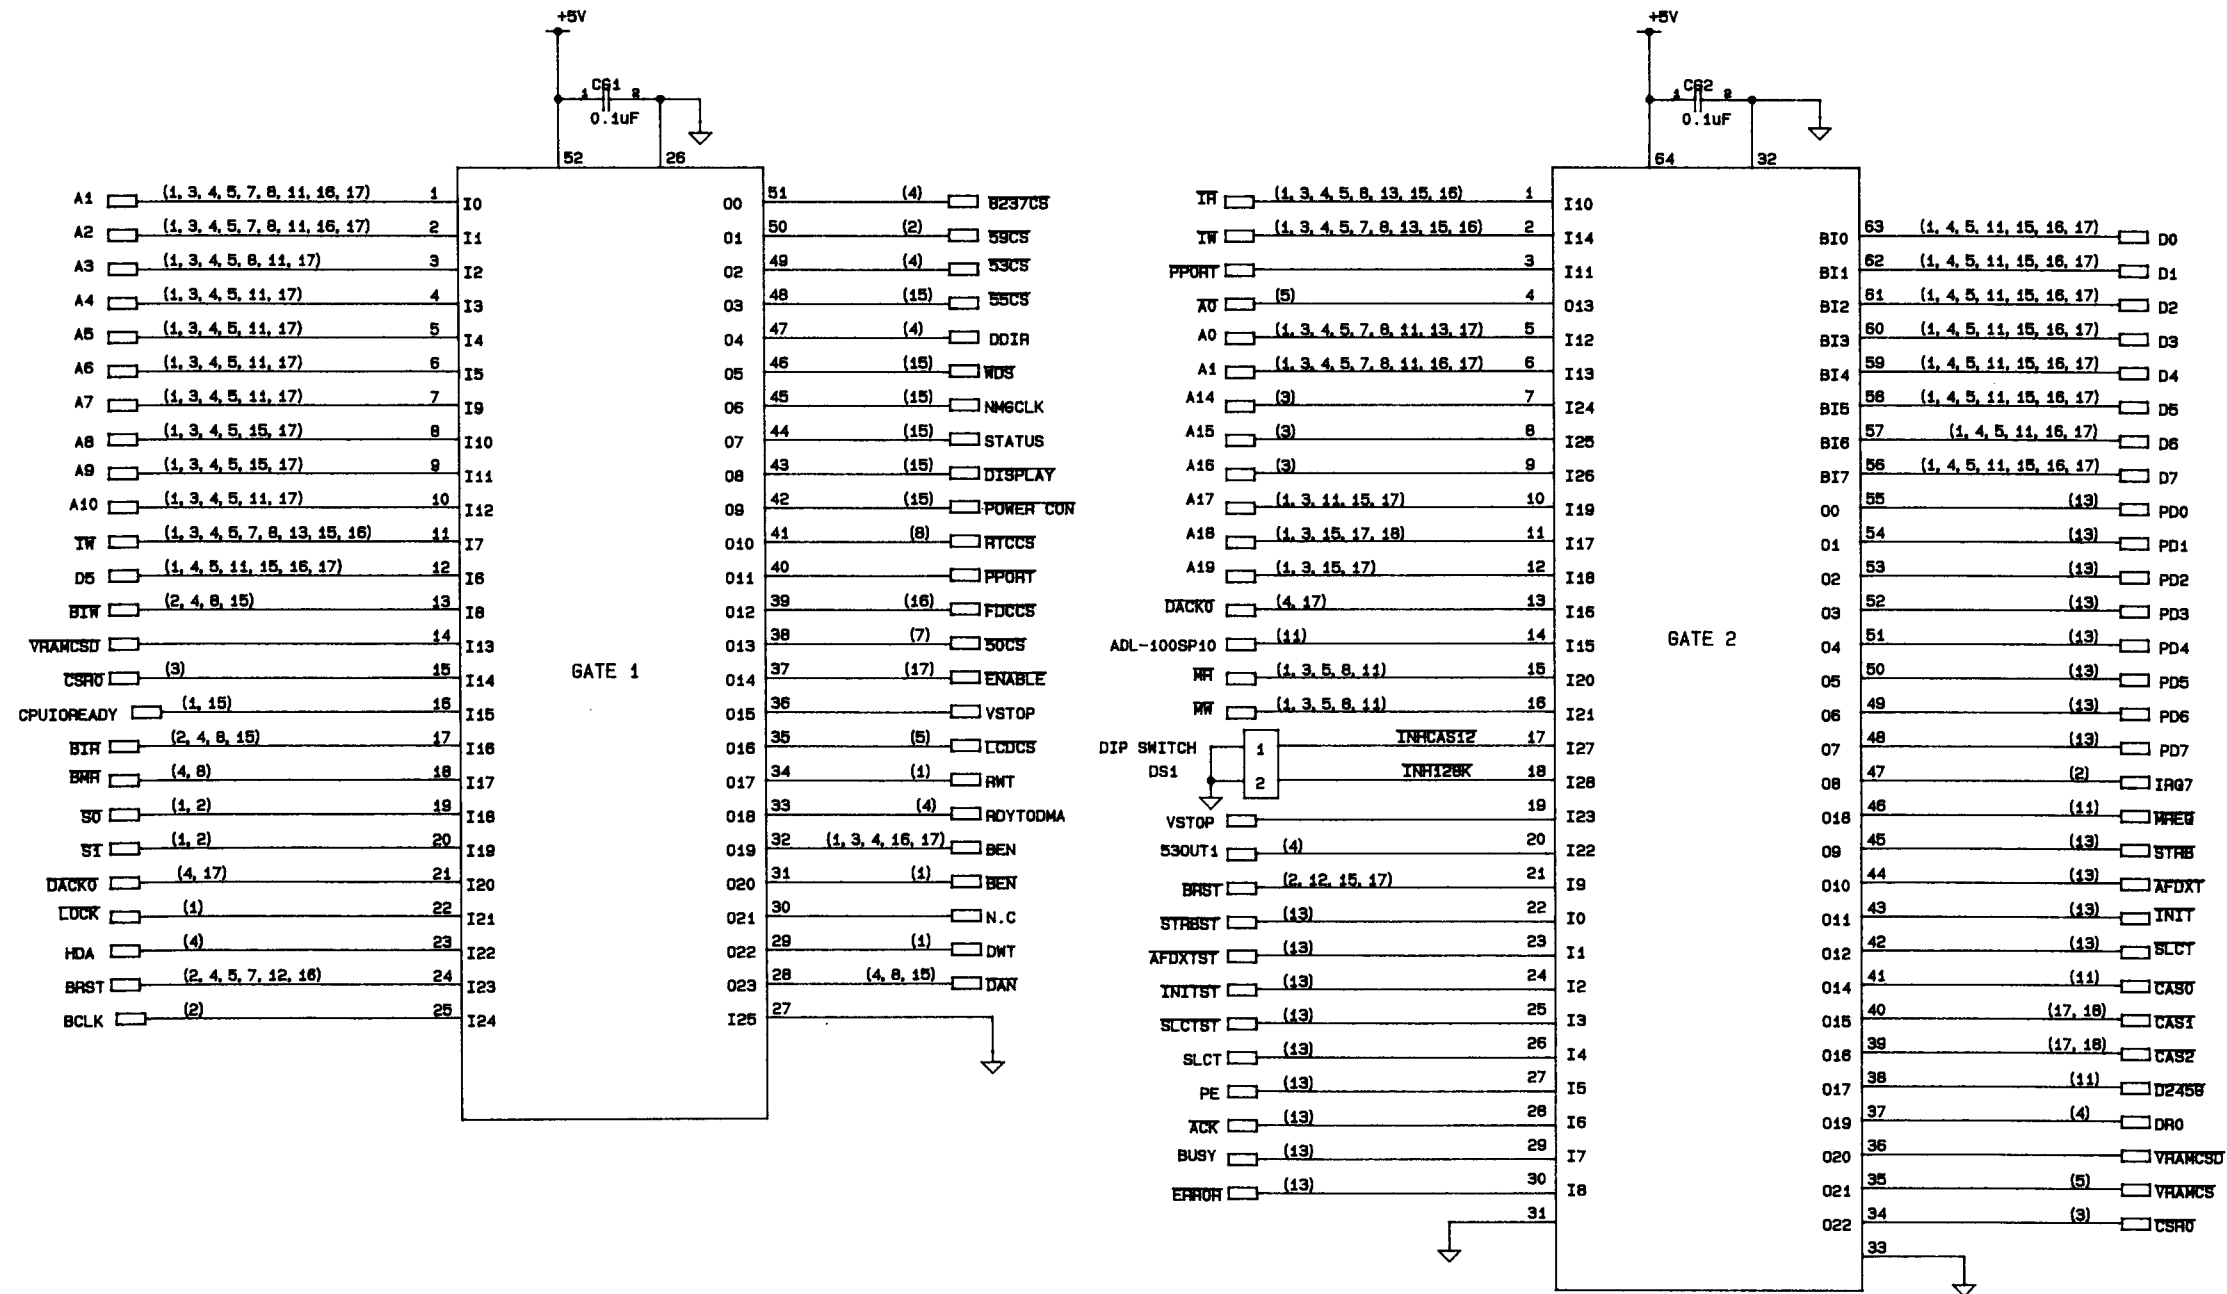 +5V
CG1
1 2
0.1uF
52 26
A1 (1, 3, 4, 5, 7, 8, 11, 16, 17) 1 I0
A2 (1, 3, 4, 5, 7, 8, 11, 16, 17) 2 I1
A3 (1, 3, 4, 5, 8, 11, 17) 3 I2
A4 (1, 3, 4, 5, 11, 17) 4 I3
A5 (1, 3, 4, 5, 11, 17) 5 I4
A6 (1, 3, 4, 5, 11, 17) 6 I5
A7 (1, 3, 4, 5, 11, 17) 7 I9
A8 (1, 3, 4, 5, 15, 17) 8 I10
A9 (1, 3, 4, 5, 15, 17) 9 I11
A10 (1, 3, 4, 5, 11, 17) 10 I12
IW (1, 3, 4, 5, 7, 8, 13, 15, 16) 11 I7
D5 (1, 4, 5, 11, 15, 16, 17) 12 I6
BIW (2, 4, 8, 15) 13 I8
VRAMCSD 14 I13
CSR0 (3) 15 I14
CPUIOREADY (1, 15) 16 I15
BIR (2, 4, 8, 15) 17 I16
BMR (4, 8) 18 I17
S0 (1, 2) 19 I18
S1 (1, 2) 20 I19
DACK0 (4, 17) 21 I20
LOCK (1) 22 I21
HDA (4) 23 I22
BRST (2, 4, 5, 7, 12, 16) 24 I23
BCLK (2) 25 I24
GATE 1
O0 51 (4) 8237CS
O1 50 (2) 59CS
O2 49 (4) 53CS
O3 48 (15) 55CS
O4 47 (4) DDIR
O5 46 (15) WDS
O6 45 (15) NMGCLK
O7 44 (15) STATUS
O8 43 (15) DISPLAY
O9 42 (15) POWER CON
O10 41 (8) RTCCS
O11 40 PPORT
O12 39 (16) FDCCS
O13 38 (7) 50CS
O14 37 (17) ENABLE
O15 36 VSTOP
O16 35 (5) LCDCS
O17 34 (1) RWT
O18 33 (4) RDYTODMA
O19 32 (1, 3, 4, 16, 17) BEN
O20 31 (1) BEN
O21 30 N.C
O22 29 (1) DWT
O23 28 (4, 8, 15) DAN
I25 27
+5V
CG2
1 2
0.1uF
64 32
IR (1, 3, 4, 5, 8, 13, 15, 16) 1 I10
IW (1, 3, 4, 5, 7, 8, 13, 15, 16) 2 I14
PPORT 3 I11
A0 (5) 4 O13
A0 (1, 3, 4, 5, 7, 8, 11, 13, 17) 5 I12
A1 (1, 3, 4, 5, 7, 8, 11, 16, 17) 6 I13
A14 (3) 7 I24
A15 (3) 8 I25
A16 (3) 9 I26
A17 (1, 3, 11, 15, 17) 10 I19
A18 (1, 3, 15, 17, 18) 11 I17
A19 (1, 3, 15, 17) 12 I18
DACK0 (4, 17) 13 I16
ADL-100SP10 (11) 14 I15
MR (1, 3, 5, 8, 11) 15 I20
MW (1, 3, 5, 8, 11) 16 I21
DIP SWITCH 1 INHCAS12 17 I27
DS1 2 INH128K 18 I28
VSTOP 19 I23
53OUT1 (4) 20 I22
BRST (2, 12, 15, 17) 21 I9
STRBST (13) 22 I0
AFDXTST (13) 23 I1
INITST (13) 24 I2
SLCTST (13) 25 I3
SLCT (13) 26 I4
PE (13) 27 I5
ACK (13) 28 I6
BUSY (13) 29 I7
ERROR (13) 30 I8
31
GATE 2
BI0 63 (1, 4, 5, 11, 15, 16, 17) D0
BI1 62 (1, 4, 5, 11, 15, 16, 17) D1
BI2 61 (1, 4, 5, 11, 15, 16, 17) D2
BI3 60 (1, 4, 5, 11, 15, 16, 17) D3
BI4 59 (1, 4, 5, 11, 15, 16, 17) D4
BI5 58 (1, 4, 5, 11, 15, 16, 17) D5
BI6 57 (1, 4, 5, 11, 16, 17) D6
BI7 56 (1, 4, 5, 11, 15, 16, 17) D7
O0 55 (13) PD0
O1 54 (13) PD1
O2 53 (13) PD2
O3 52 (13) PD3
O4 51 (13) PD4
O5 50 (13) PD5
O6 49 (13) PD6
O7 48 (13) PD7
O8 47 (2) IRQ7
O18 46 (11) MREQ
O9 45 (13) STRB
O10 44 (13) AFDXT
O11 43 (13) INIT
O12 42 (13) SLCT
O14 41 (11) CAS0
O15 40 (17, 18) CAS1
O16 39 (17, 18) CAS2
O17 38 (11) D2456
O19 37 (4) DR0
O20 36 VRAMCSD
O21 35 (5) VRAMCS
O22 34 (3) CSR0
33